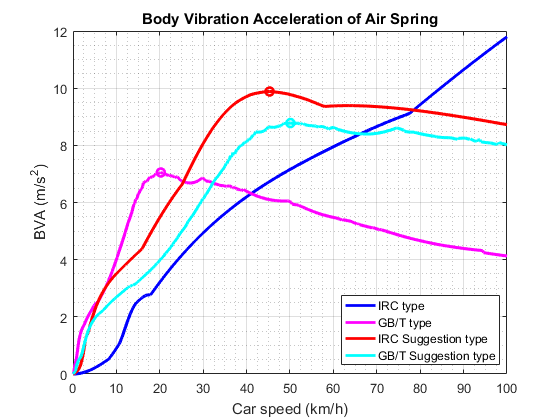 Body Vibration Acceleration of Air Spring
12
10
8
6
4
2
0
BVA (m/s²)
0 10 20 30 40 50 60 70 80 90 100
Car speed (km/h)
IRC type
GB/T type
IRC Suggestion type
GB/T Suggestion type